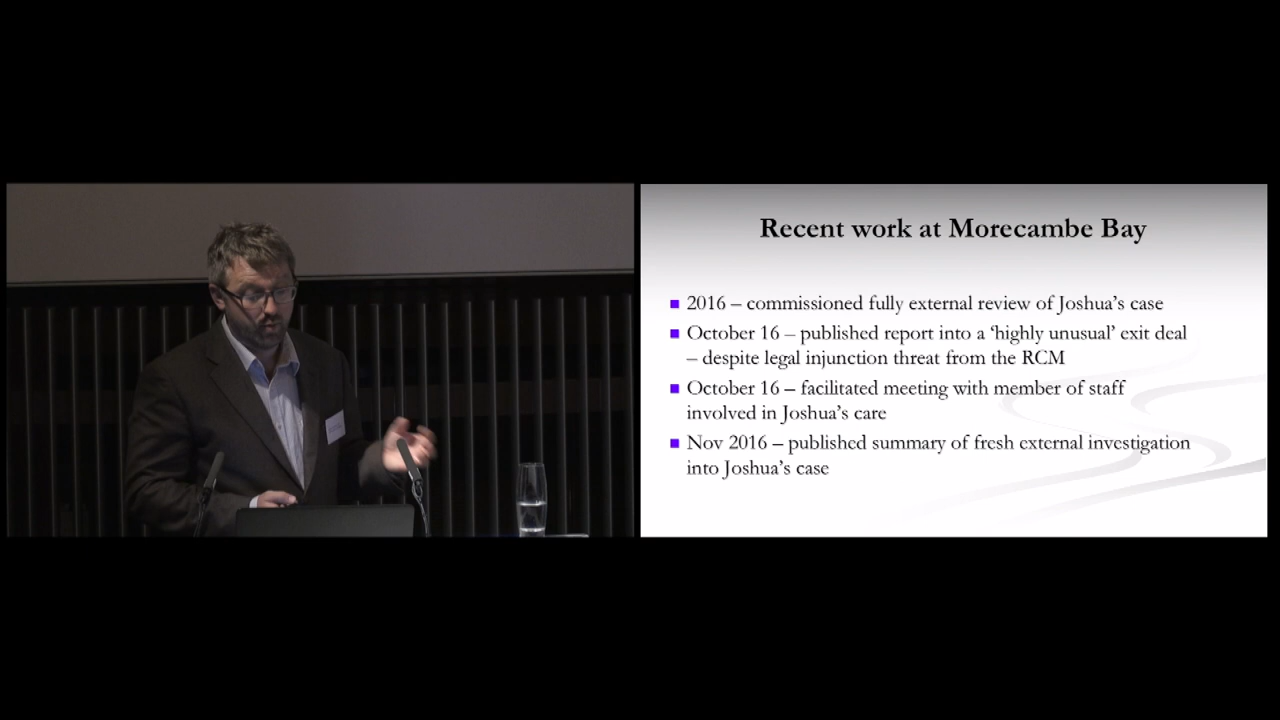 Recent work at Morecambe Bay
2016 – commissioned fully external review of Joshua’s case
October 16 – published report into a ‘highly unusual’ exit deal
– despite legal injunction threat from the RCM
October 16 – facilitated meeting with member of staff
involved in Joshua’s care
Nov 2016 – published summary of fresh external investigation
into Joshua’s case